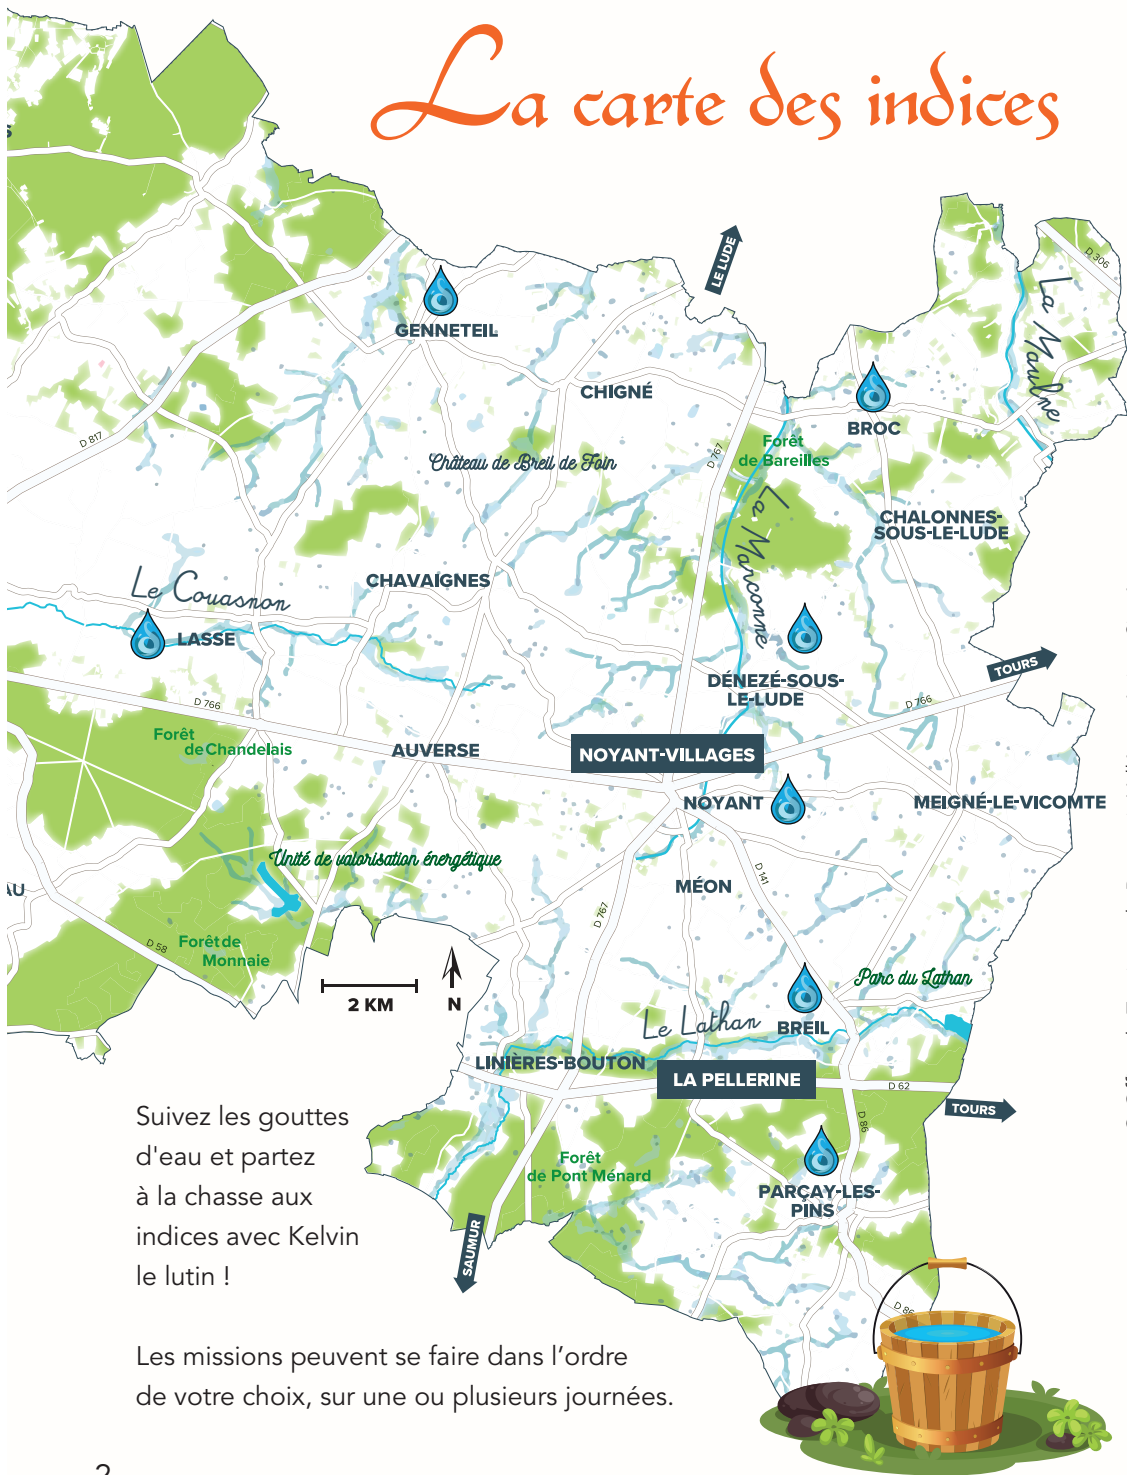 La carte des indices
LE LUDE
D 306
La Maulne
GENNETEIL
CHIGNÉ
BROC
D 817
D 767
Forêt
de Bareilles
Château de Breil de Foin
La Marconne
CHALONNES-
SOUS-LE-LUDE
CHAVAIGNES
Le Couasnon
LASSE
TOURS
DÉNEZÉ-SOUS-
LE-LUDE
D 766
D 766
Forêt
de Chandelais
AUVERSE
NOYANT-VILLAGES
NOYANT
MEIGNÉ-LE-VICOMTE
Unité de valorisation énergétique
D 141
MÉON
AU
D 767
D 58
Forêt de
Monnaie
Parc du Lathan
2 KM
N
Le Lathan
BREIL
LINIÈRES-BOUTON
LA PELLERINE
D 62
TOURS
D 86
Suivez les gouttes
d'eau et partez
à la chasse aux
indices avec Kelvin
le lutin !
Forêt
de Pont Ménard
PARÇAY-LES-
PINS
SAUMUR
D 86
Les missions peuvent se faire dans l'ordre
de votre choix, sur une ou plusieurs journées.
2